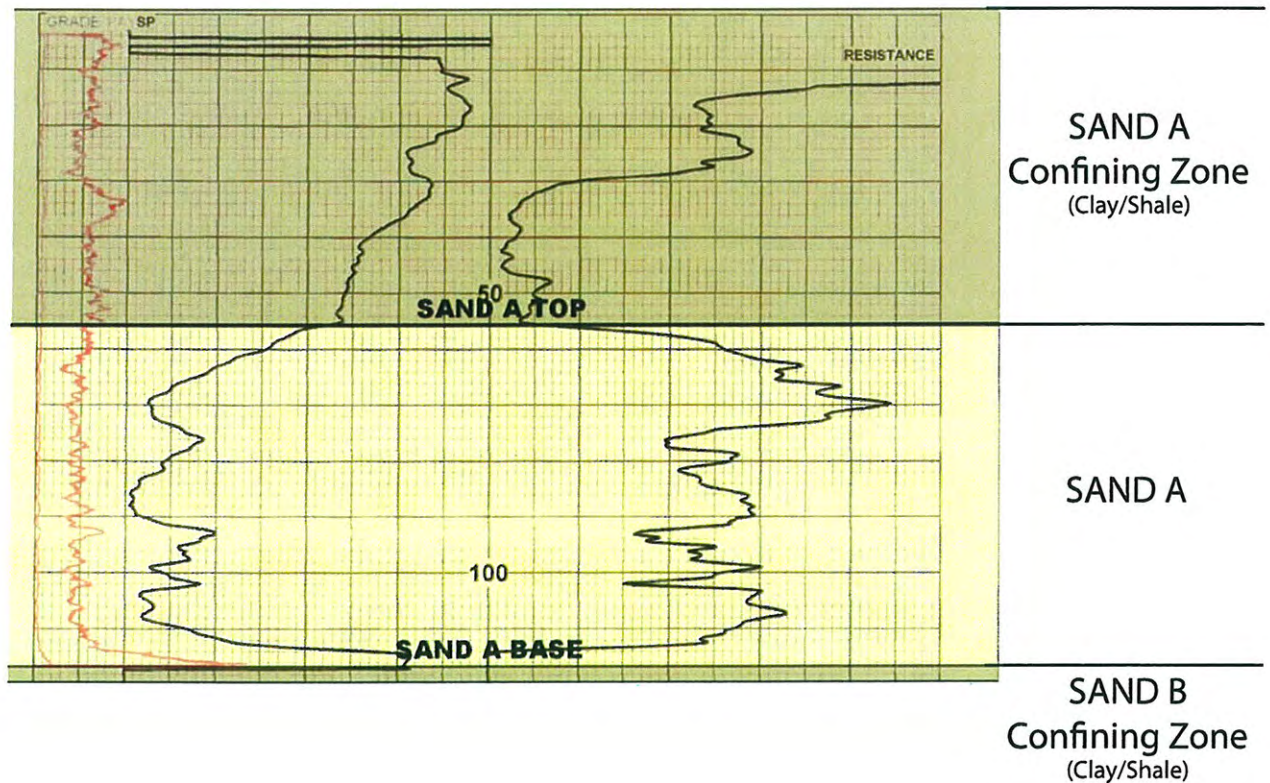 GRADE
SP
RESISTANCE
SAND A
Confining Zone
(Clay/Shale)
50
SAND A TOP
SAND A
100
SAND A BASE
SAND B
Confining Zone
(Clay/Shale)